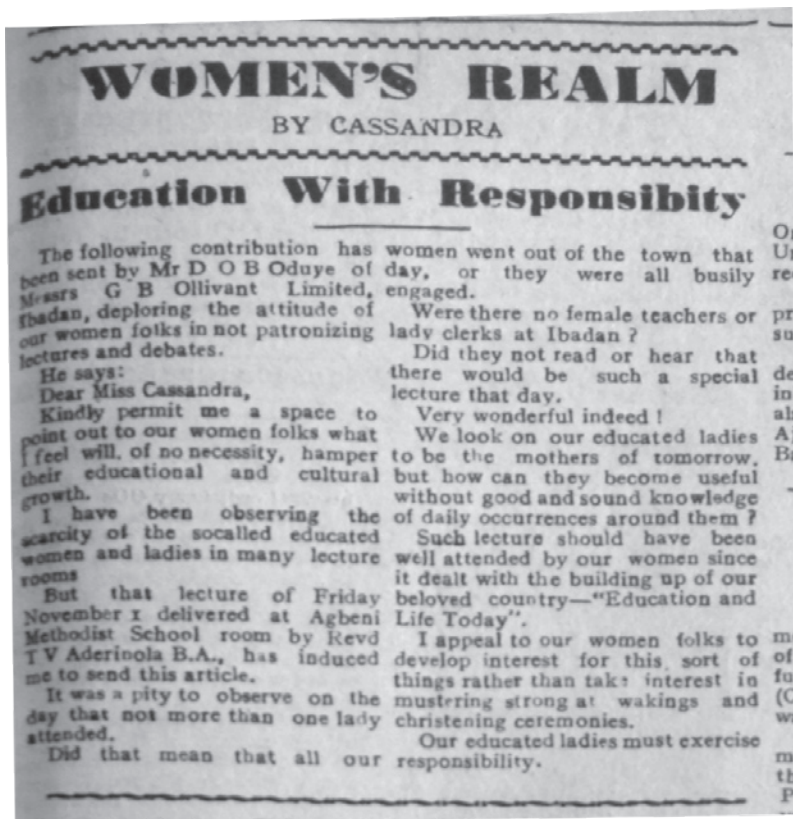 WOMEN'S REALM
BY CASSANDRA
Education With Responsibity
The following contribution has
been sent by Mr D O B Oduye of
Messrs G B Ollivant Limited,
Ibadan, deploring the attitude of
our women folks in not patronizing
lectures and debates.
He says:
Dear Miss Cassandra,
Kindly permit me a space to
point out to our women folks what
I feel will, of no necessity, hamper
their educational and cultural
growth.
I have been observing the
scarcity of the socalled educated
women and ladies in many lecture
rooms
But that lecture of Friday
November 1 delivered at Agbeni
Methodist School room by Revd
T V Aderinola B.A., has induced
me to send this article.
It was a pity to observe on the
day that not more than one lady
attended.
Did that mean that all our
women went out of the town that
day, or they were all busily
engaged.
Were there no female teachers or
lady clerks at Ibadan ?
Did they not read or hear that
there would be such a special
lecture that day.
Very wonderful indeed !
We look on our educated ladies
to be the mothers of tomorrow,
but how can they become useful
without good and sound knowledge
of daily occurrences around them ?
Such lecture should have been
well attended by our women since
it dealt with the building up of our
beloved country—"Education and
Life Today".
I appeal to our women folks to
develop interest for this sort of
things rather than take interest in
mustering strong at wakings and
christening ceremonies.
Our educated ladies must exercise
responsibility.